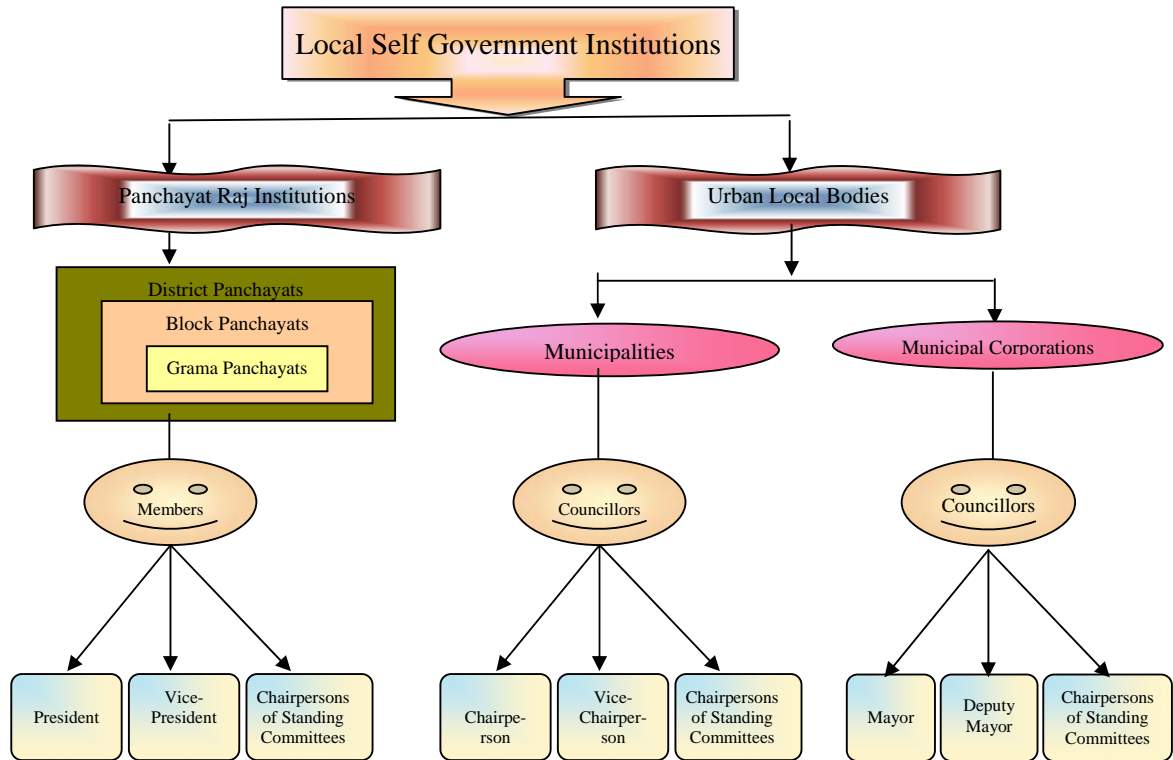 Local Self Government Institutions
Panchayat Raj Institutions
Urban Local Bodies
District Panchayats
Block Panchayats
Grama Panchayats
Municipalities
Municipal Corporations
Members
Councillors
Councillors
President
Vice-
President
Chairpersons
of Standing
Committees
Chairpe-
rson
Vice-
Chairper-
son
Chairpersons
of Standing
Committees
Mayor
Deputy
Mayor
Chairpersons
of Standing
Committees